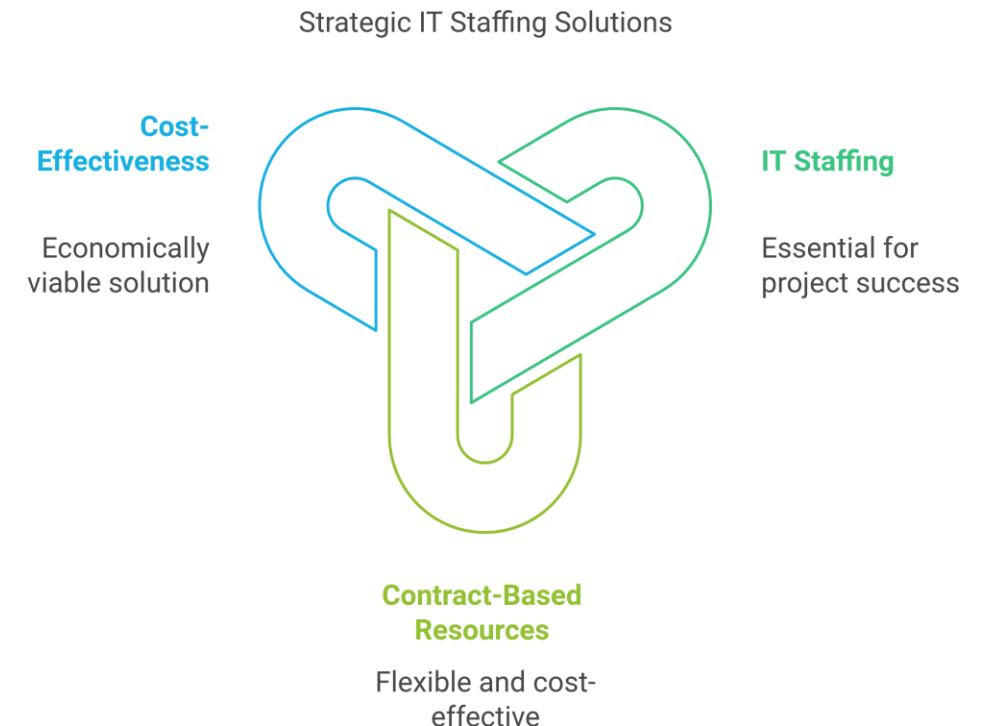 Strategic IT Staffing Solutions
Cost-
Effectiveness
Economically
viable solution
IT Staffing
Essential for
project success
Contract-Based
Resources
Flexible and cost-
effective